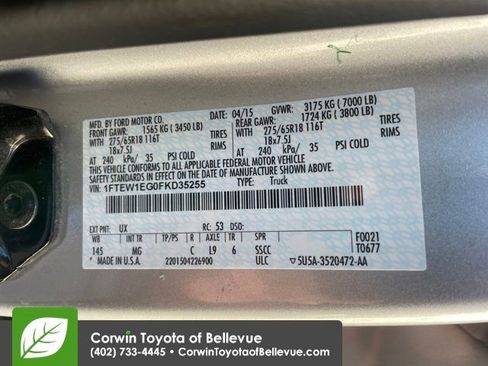 MFD. BY FORD MOTOR CO.
04/15 GVWR: 3175 KG ( 7000 LB)
FRONT GAWR: 1565 KG ( 3450 LB) REAR GAWR: 1724 KG ( 3800 LB)
WITH WITH
275/65R18 116T TIRES 275/65R18 116T TIRES
18x7.5J RIMS 18x7.5J RIMS
AT 240 kPa/ 35 PSI COLD AT 240 kPa/ 35 PSI COLD
THIS VEHICLE CONFORMS TO ALL APPLICABLE FEDERAL MOTOR VEHICLE
SAFETY STANDARDS IN EFFECT ON THE DATE OF MANUFACTURE SHOWN ABOVE.
VIN: 1FTEW1EG0FKD35255 TYPE: Truck
EXT PNT: UX RC: 53 DSO:
WB INT TR TP/PS R AXLE TR SPR F0021
145 MG C L9 6 SSCC T0677
MADE IN U.S.A. 2201504226900 ULC ▽5U5A-3520472-AA
Corwin Toyota of Bellevue
(402) 733-4445 • CorwinToyotaofBellevue.com